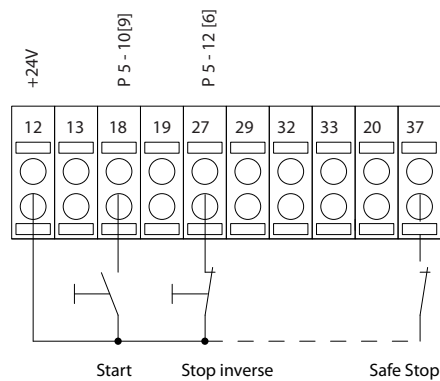 +24V
P 5 - 10[9]
P 5 - 12 [6]
12 13 18 19 27 29 32 33 20 37
Start Stop inverse Safe Stop